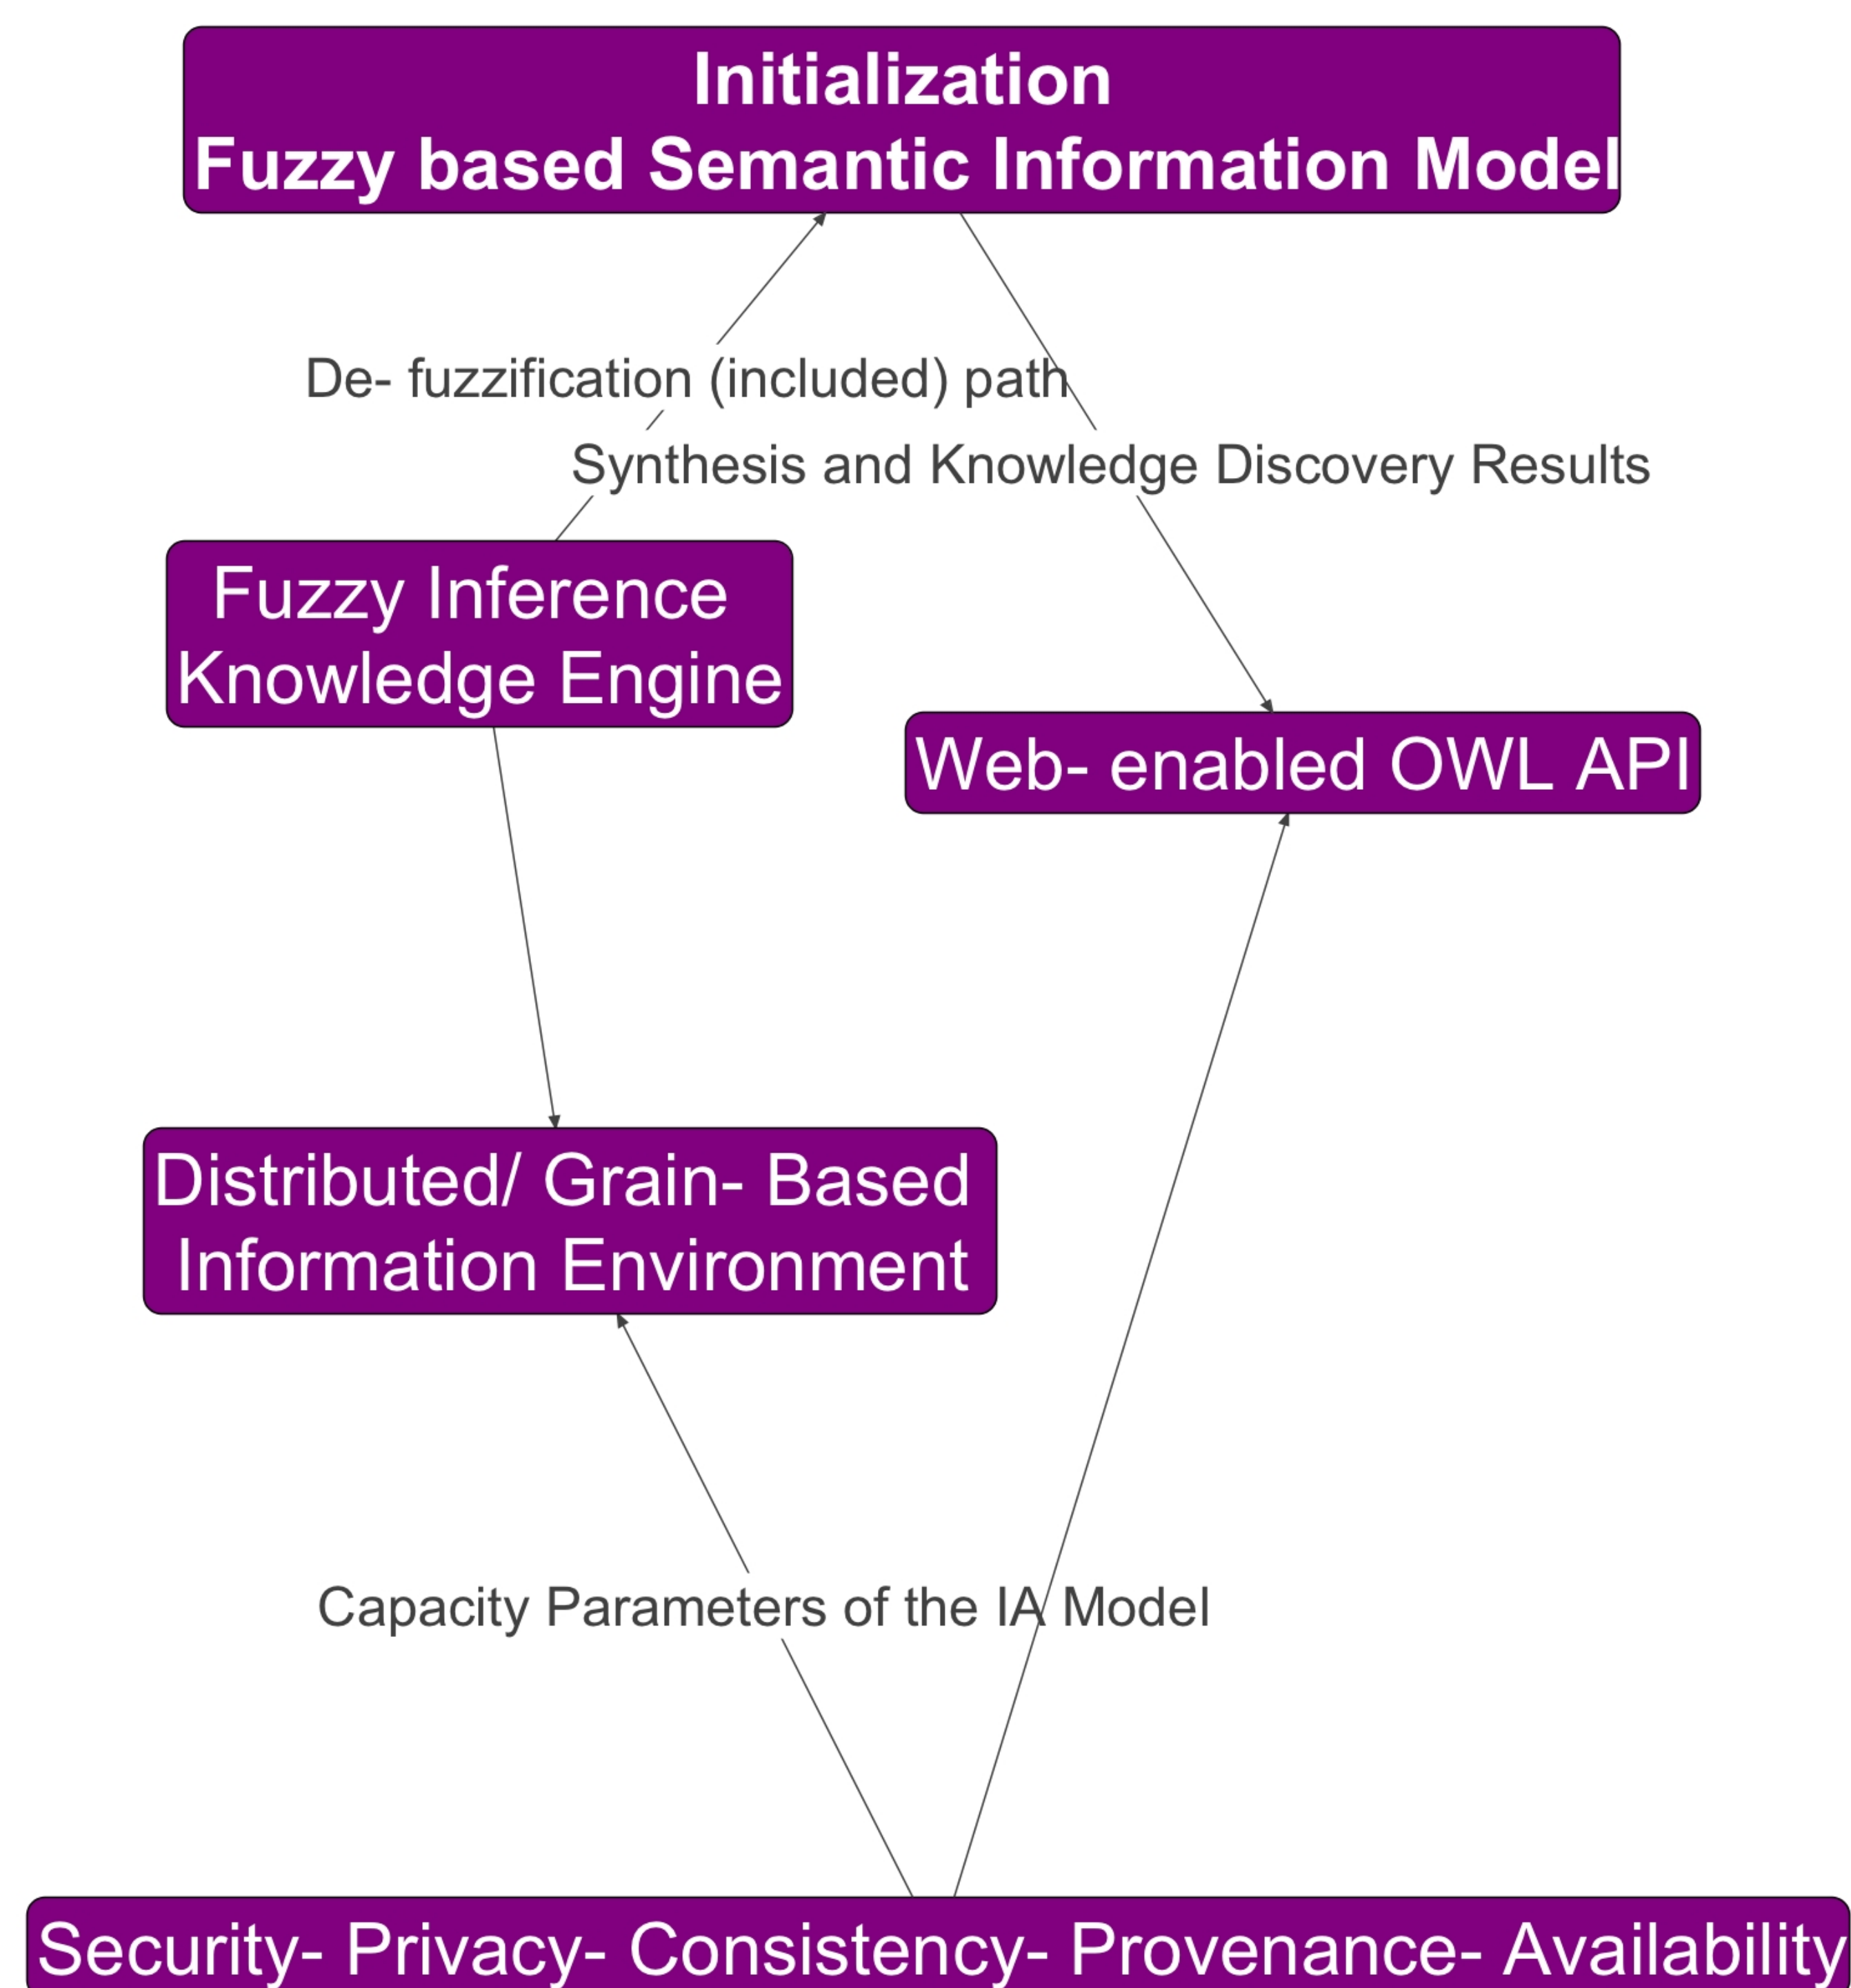 Initialization
Fuzzy based Semantic Information Model
De- fuzzification (included) path
Synthesis and Knowledge Discovery Results
Fuzzy Inference
Knowledge Engine
Web- enabled OWL API
Distributed/ Grain- Based
Information Environment
Capacity Parameters of the IA Model
Security- Privacy- Consistency- Provenance- Availability